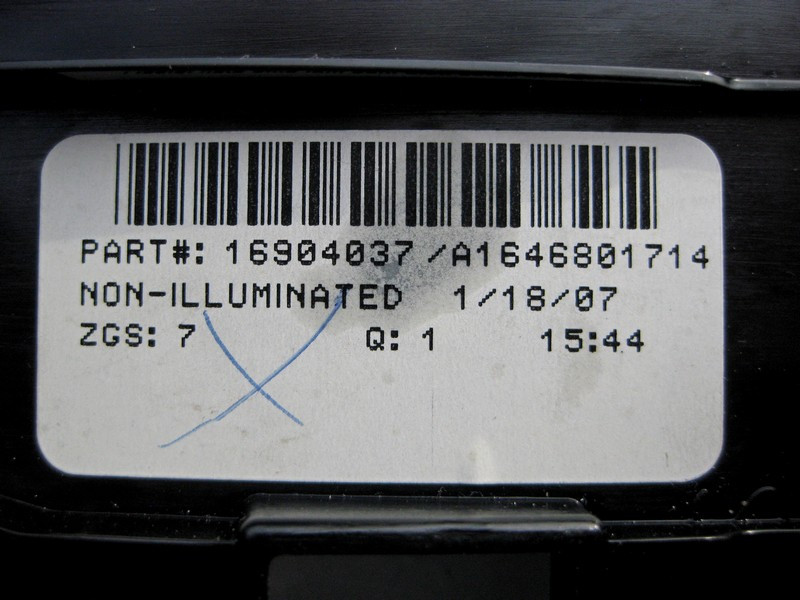 PART#: 16904037 /A1646801714
NON-ILLUMINATED 1/18/07
ZGS: 7 Q: 1 15:44